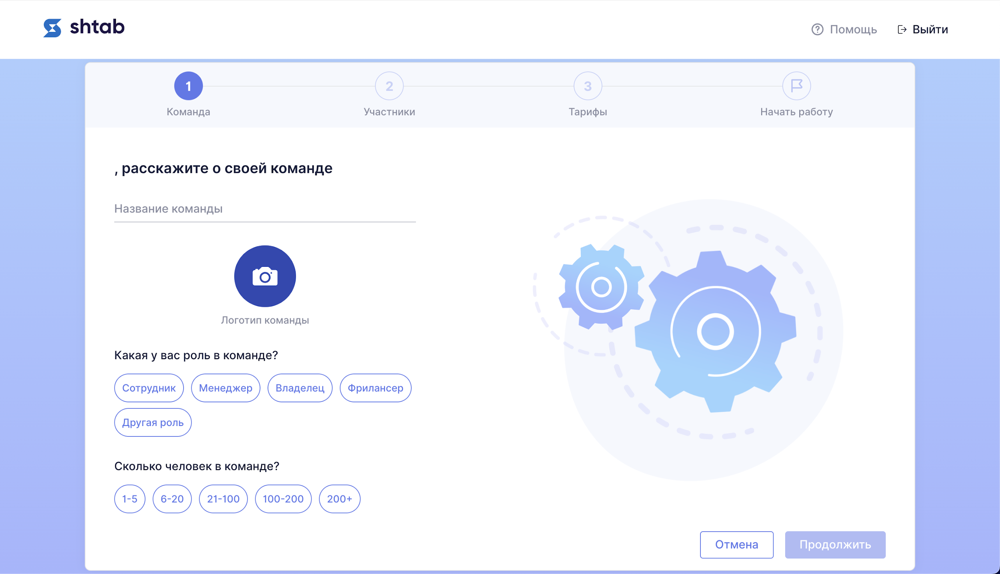 shtab
Помощь
Выйти
1
2
3
Команда
Участники
Тарифы
Начать работу
, расскажите о своей команде
Название команды
Логотип команды
Какая у вас роль в команде?
Сотрудник
Менеджер
Владелец
Фрилансер
Другая роль
Сколько человек в команде?
1-5
6-20
21-100
100-200
200+
Отмена
Продолжить